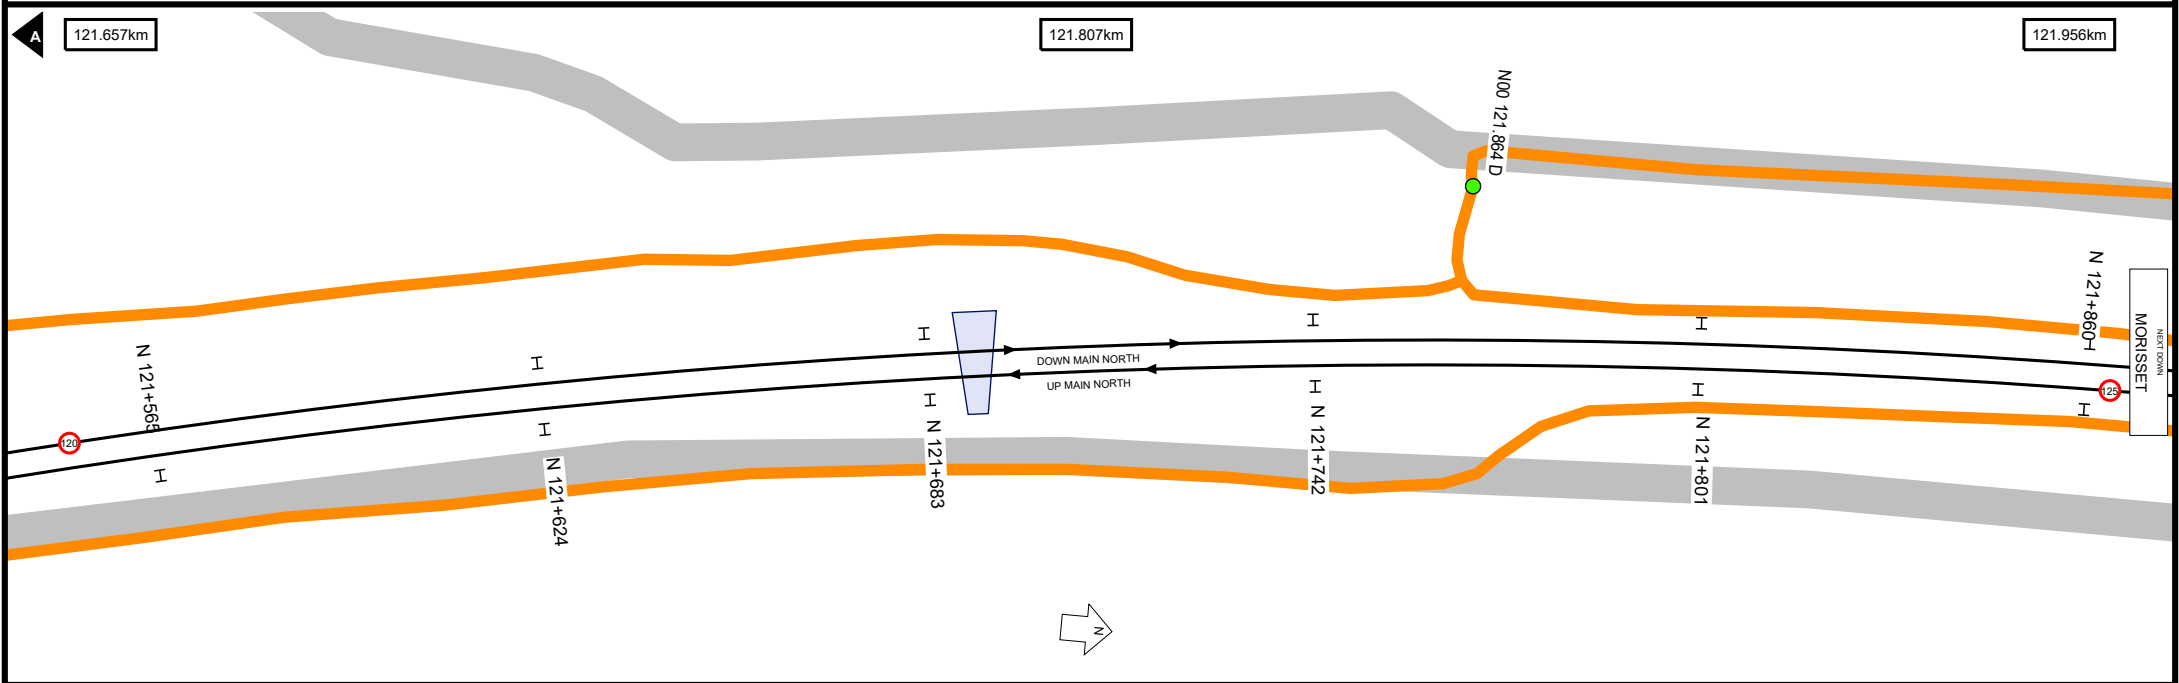 A
121.657km
121.807km
121.956km
N00 121.864 D
N 121+860
NEXT DOWN
MORISSET
N 121+565
DOWN MAIN NORTH
UP MAIN NORTH
120
125
N 121+624
N 121+683
N 121+742
N 121+801
N